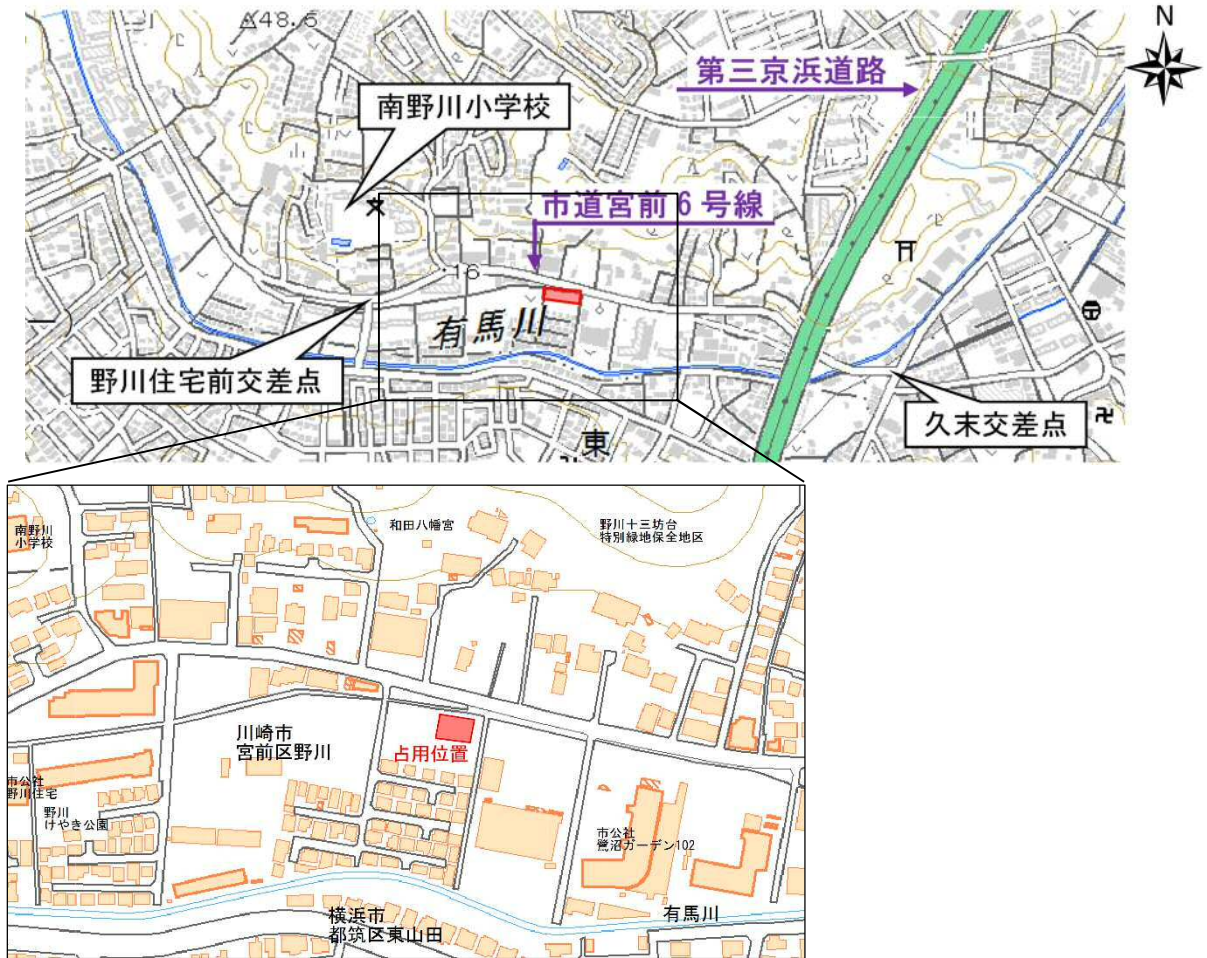 △48.5
N
第三京浜道路
南野川小学校
市道宮前6号線
・16
有馬川
野川住宅前交差点
久末交差点
東
南野川
小学校
和田八幡宮
野川十三坊台
特別緑地保全地区
川崎市
宮前区野川
占用位置
市公社
野川住宅
野川
けやき公園
市公社
鷺沼ガーデン102
横浜市
都筑区東山田
有馬川